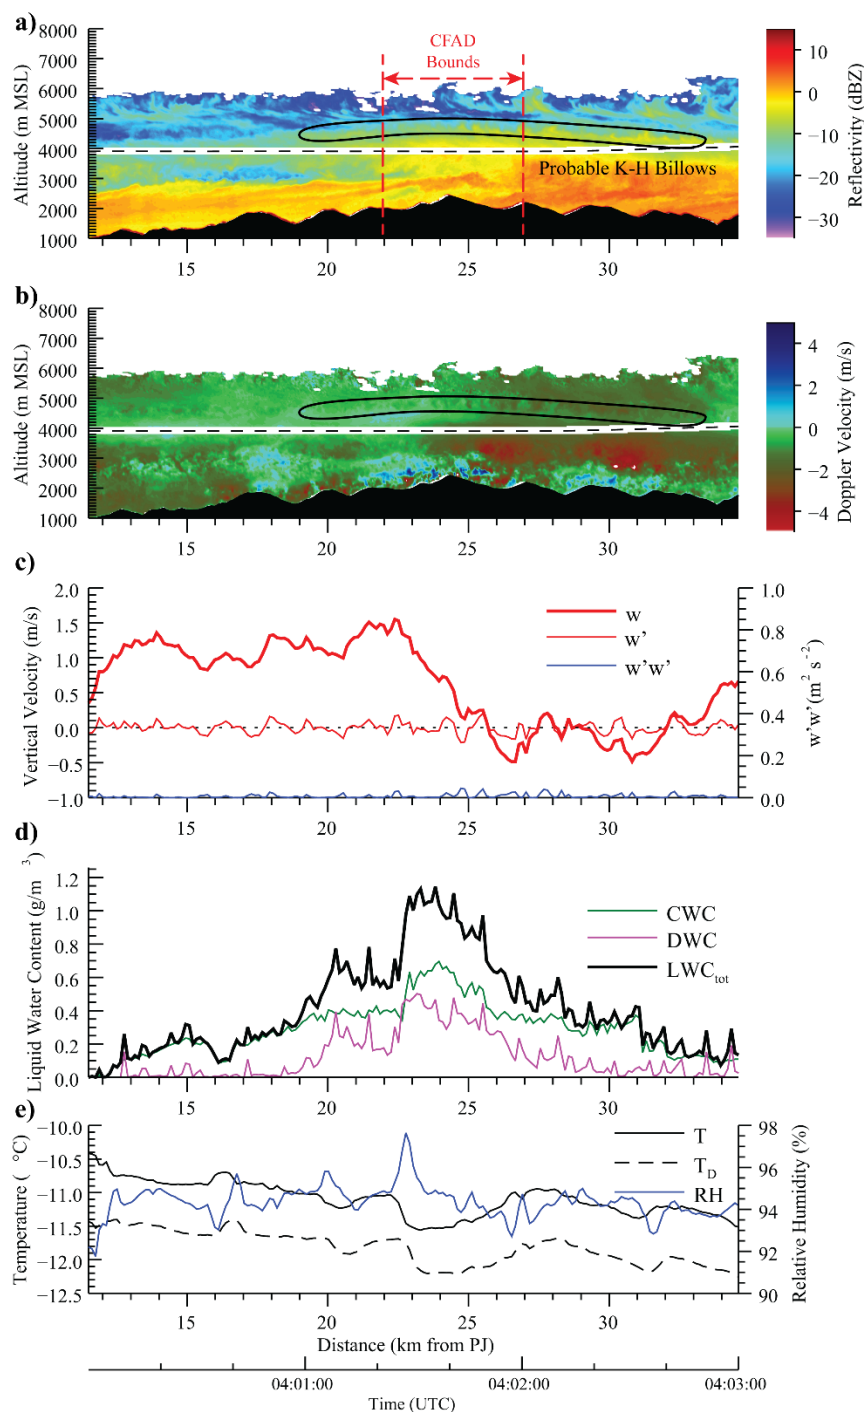 a)
CFAD
Bounds
8000
7000
6000
5000
4000
3000
2000
1000
Altitude (m MSL)
Probable K-H Billows
15 20 25 30
10
0
−10
−20
−30
Reflectivity (dBZ)
b)
8000
7000
6000
5000
4000
3000
2000
1000
Altitude (m MSL)
15 20 25 30
4
2
0
−2
−4
Doppler Velocity (m/s)
c)
2.0
1.5
1.0
0.5
0.0
−0.5
−1.0
Vertical Velocity (m/s)
w
w'
w'w'
1.0
0.8
0.6
0.4
0.2
0.0
w'w' (m² s⁻²)
15 20 25 30
d)
1.2
1.0
0.8
0.6
0.4
0.2
0.0
Liquid Water Content (g/m³)
CWC
DWC
LWCtot
15 20 25 30
e)
−10.0
−10.5
−11.0
−11.5
−12.0
−12.5
Temperature ( °C)
T
TD
RH
98
96
94
92
90
Relative Humidity (%)
15 20 25 30
Distance (km from PJ)
04:01:00 04:02:00 04:03:00
Time (UTC)